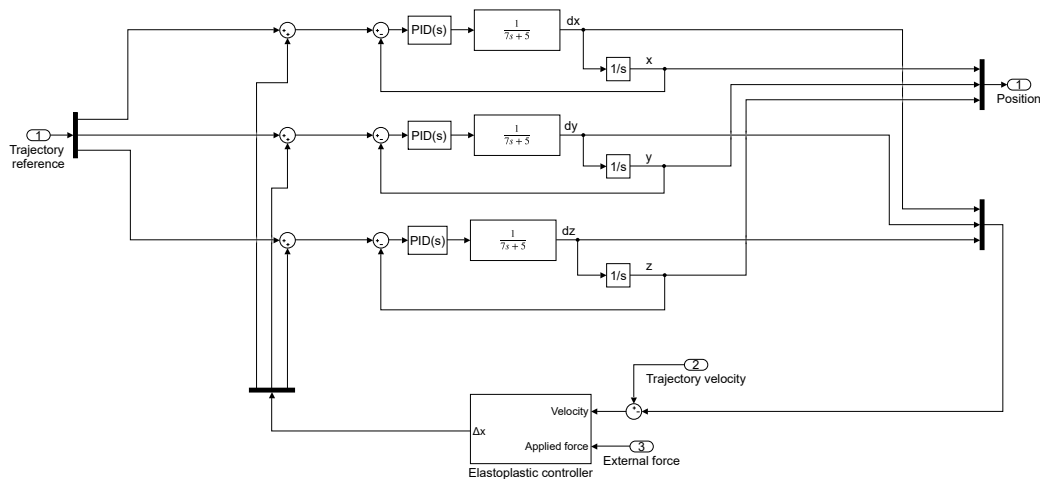 dx
PID(s)
1
7s + 5
x
1/s
1
Position
dy
PID(s)
1
7s + 5
1
Trajectory
reference
y
1/s
dz
PID(s)
1
7s + 5
z
1/s
2
Trajectory velocity
Velocity
Δx
Applied force
3
External force
Elastoplastic controller